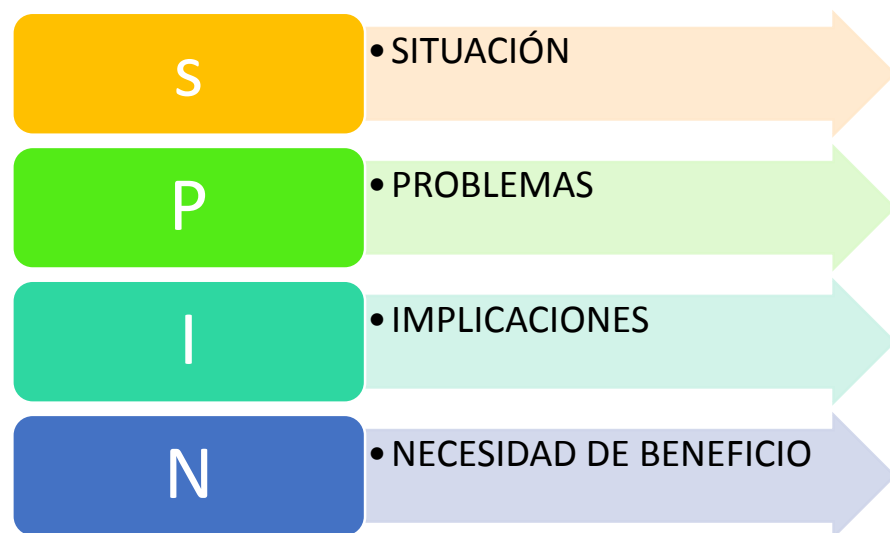 s
• SITUACIÓN
P
• PROBLEMAS
I
• IMPLICACIONES
N
• NECESIDAD DE BENEFICIO